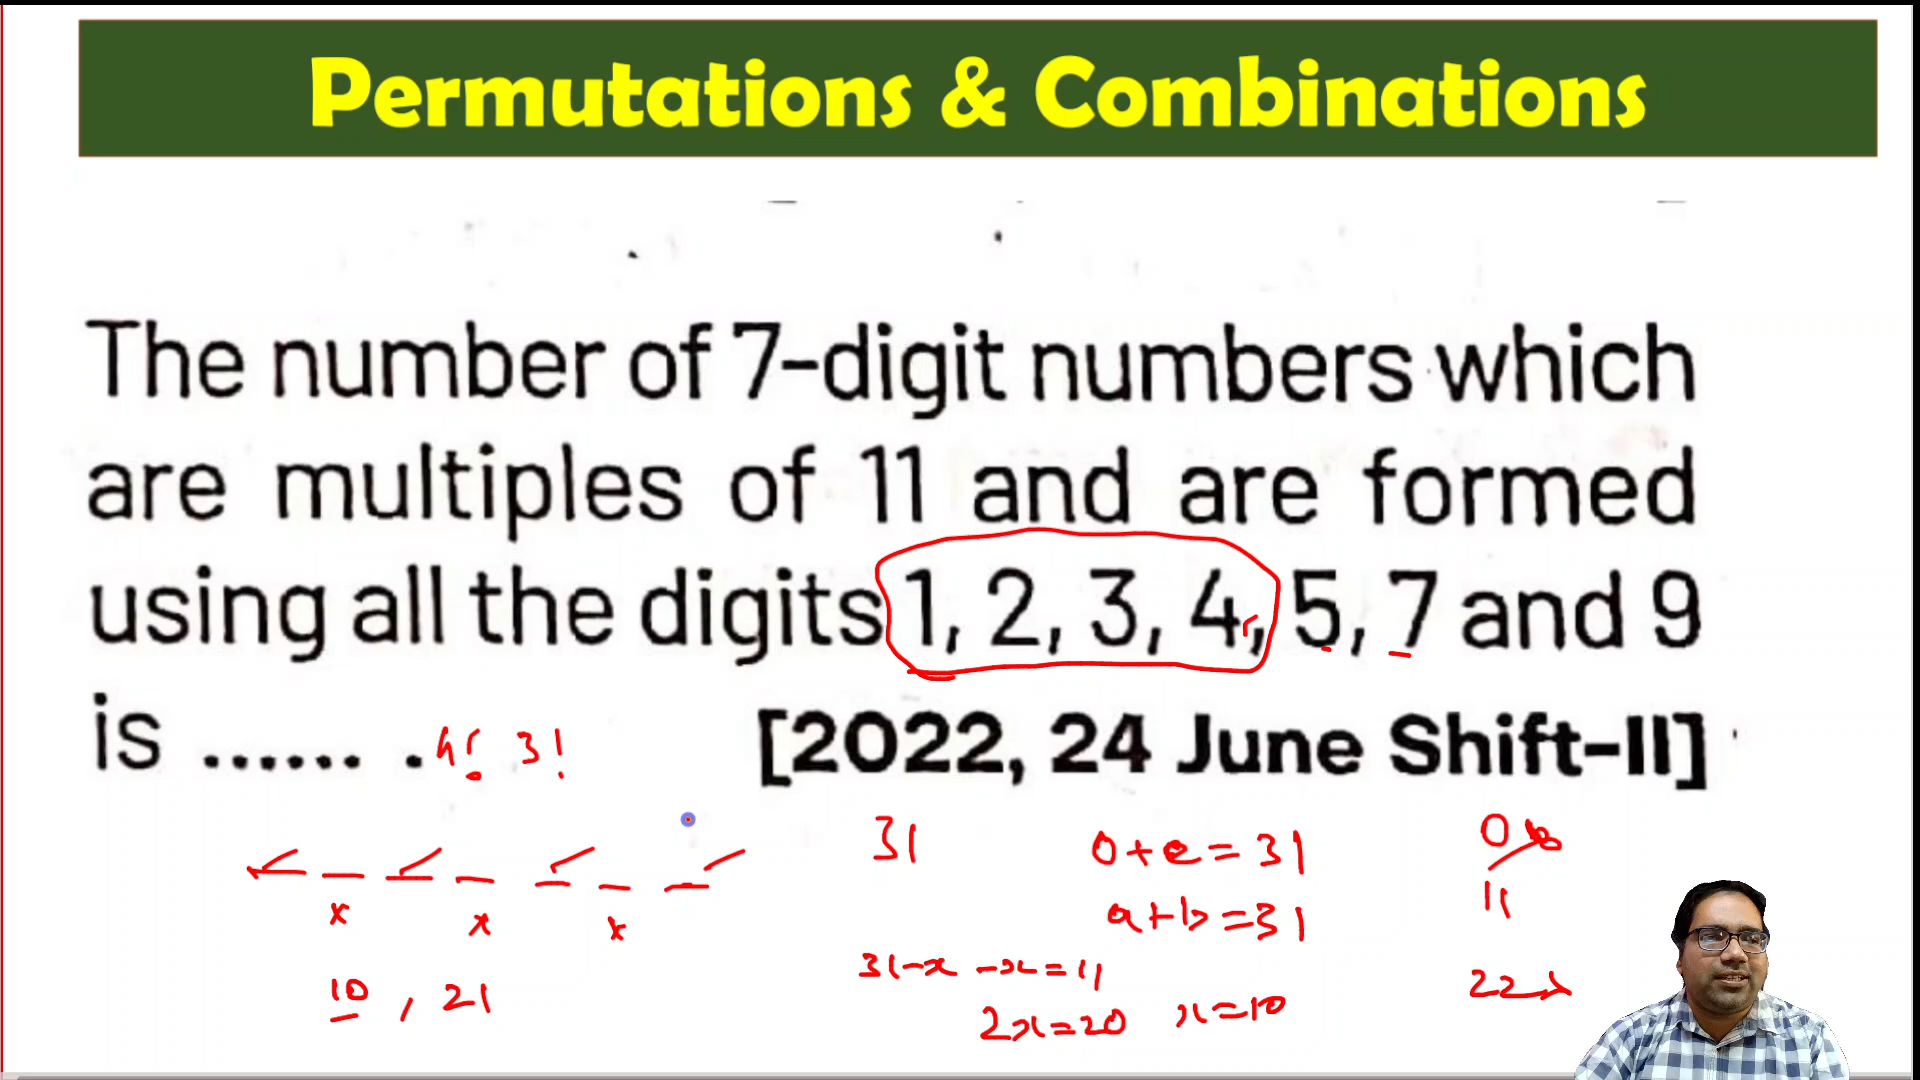 Permutations & Combinations
The number of 7-digit numbers which
are multiples of 11 and are formed
using all the digits 1, 2, 3, 4, 5, 7 and 9
is ...... .
4! 3!
[2022, 24 June Shift-II]
31
o+e=31
a+b=31
31-x -x=11
2x=20 x=10
0
11
22
x x x
10, 21